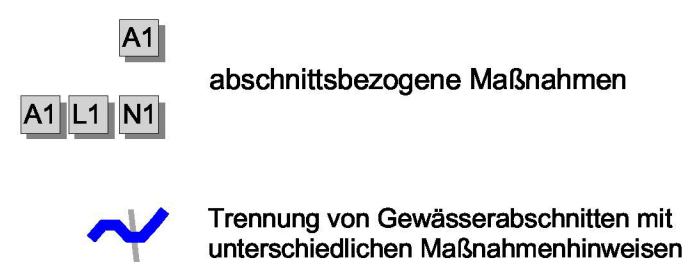 A1
abschnittsbezogene Maßnahmen
A1 L1 N1
Trennung von Gewässerabschnitten mit
unterschiedlichen Maßnahmenhinweisen